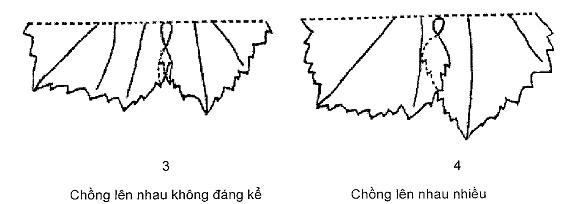 3
4
Chồng lên nhau không đáng kể
Chồng lên nhau nhiều